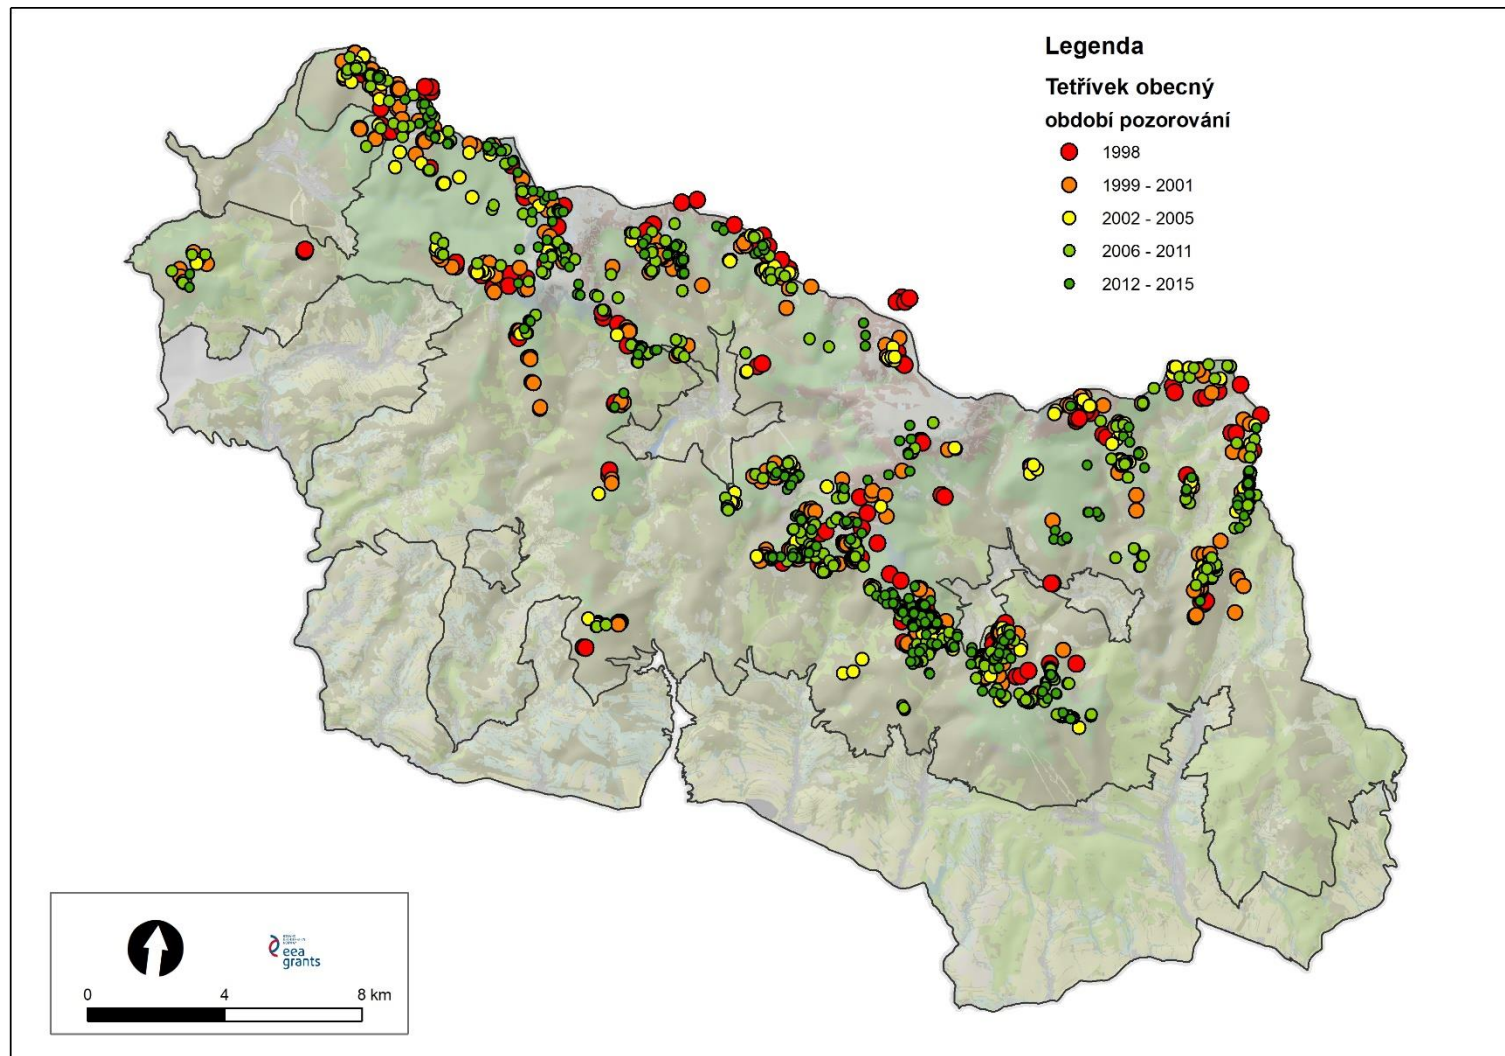 Legenda
Tetřívek obecný
období pozorování
1998
1999 - 2001
2002 - 2005
2006 - 2011
2012 - 2015
eea
grants
0 4 8 km